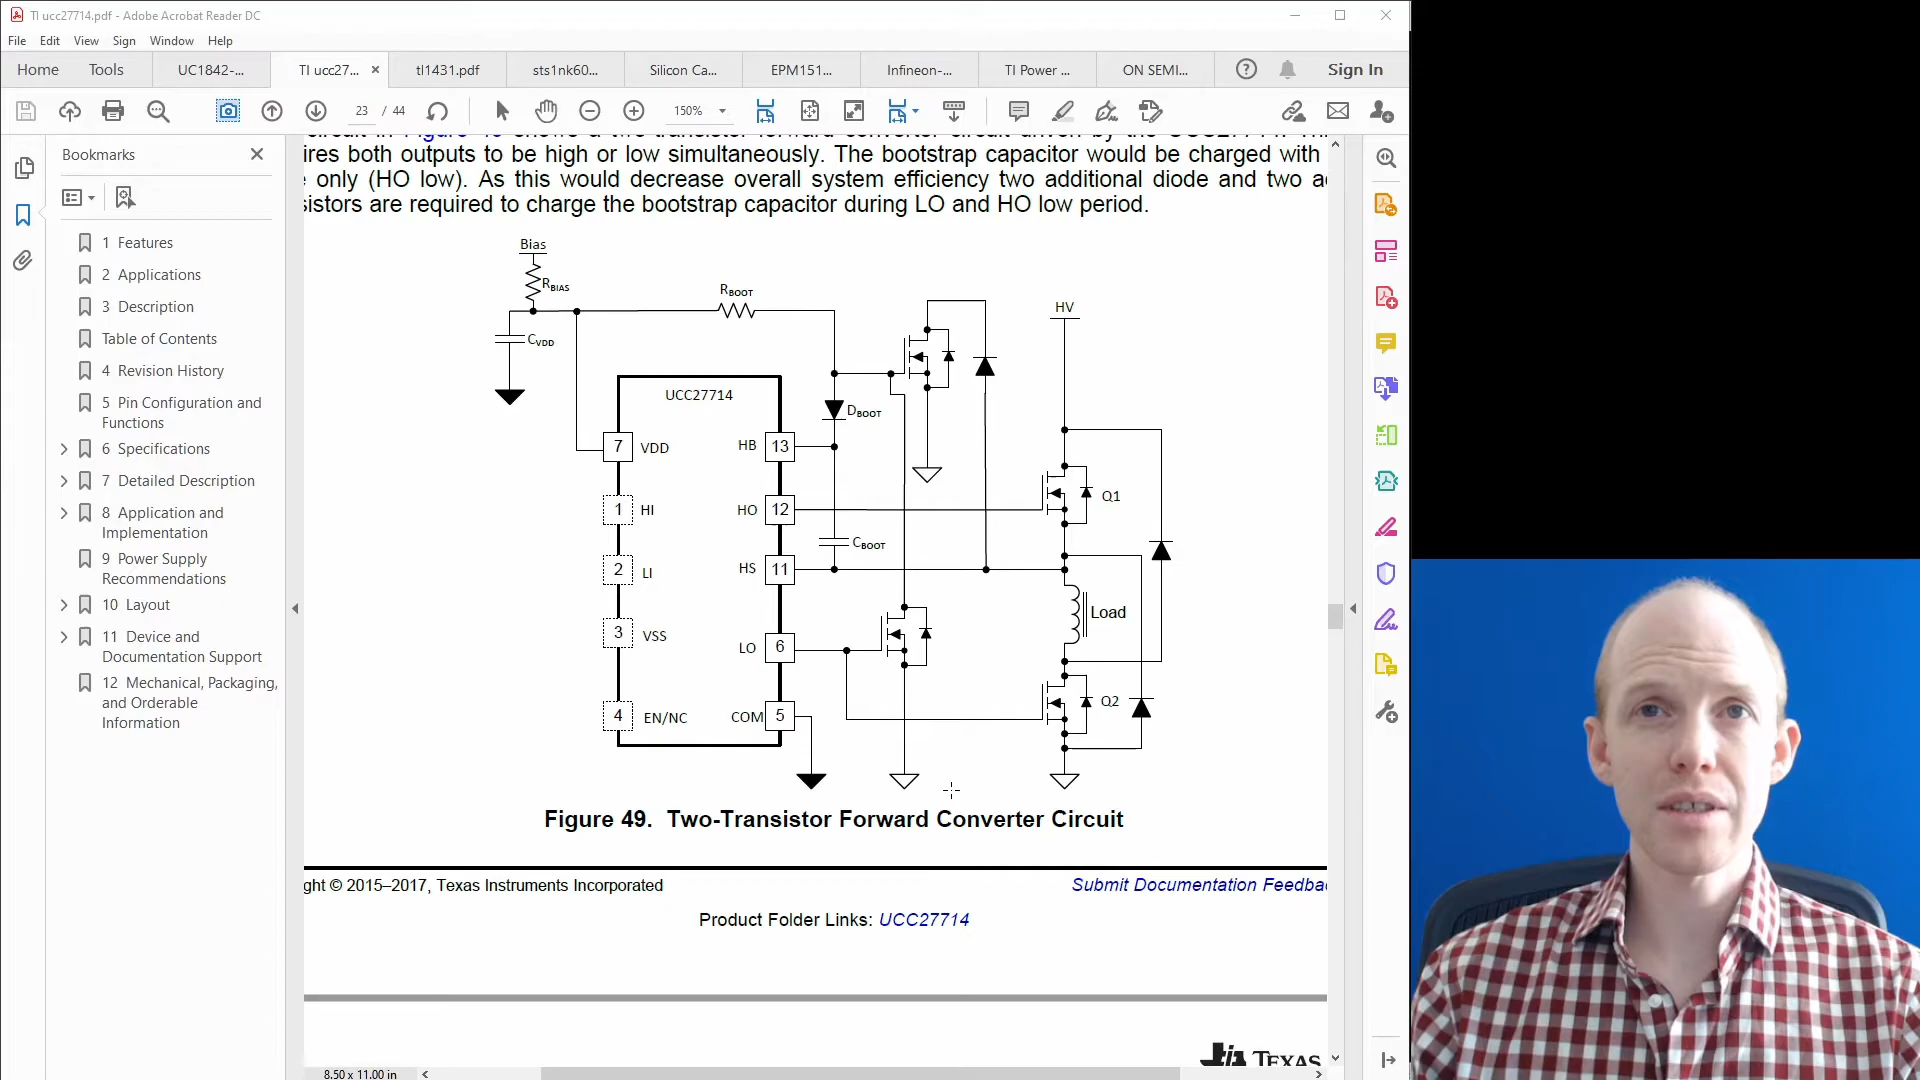 TI ucc27714.pdf - Adobe Acrobat Reader DC
File Edit View Sign Window Help
Home Tools UC1842-... TI ucc27... tl1431.pdf sts1nk60... Silicon Ca... EPM151... Infineon-... TI Power ... ON SEMI... Sign In
23 / 44 150%
Bookmarks
1 Features
2 Applications
3 Description
Table of Contents
4 Revision History
5 Pin Configuration and
Functions
6 Specifications
7 Detailed Description
8 Application and
Implementation
9 Power Supply
Recommendations
10 Layout
11 Device and
Documentation Support
12 Mechanical, Packaging,
and Orderable
Information
ires both outputs to be high or low simultaneously. The bootstrap capacitor would be charged with
only (HO low). As this would decrease overall system efficiency two additional diode and two
sistors are required to charge the bootstrap capacitor during LO and HO low period.
Bias
RBIAS
RBOOT
HV
CVDD
UCC27714
DBOOT
7 VDD HB 13
Q1
1 HI HO 12
CBOOT
2 LI HS 11
Load
3 VSS LO 6
Q2
4 EN/NC COM 5
Figure 49. Two-Transistor Forward Converter Circuit
ght © 2015–2017, Texas Instruments Incorporated
Submit Documentation Feedba
Product Folder Links: UCC27714
TEXAS
8.50 x 11.00 in